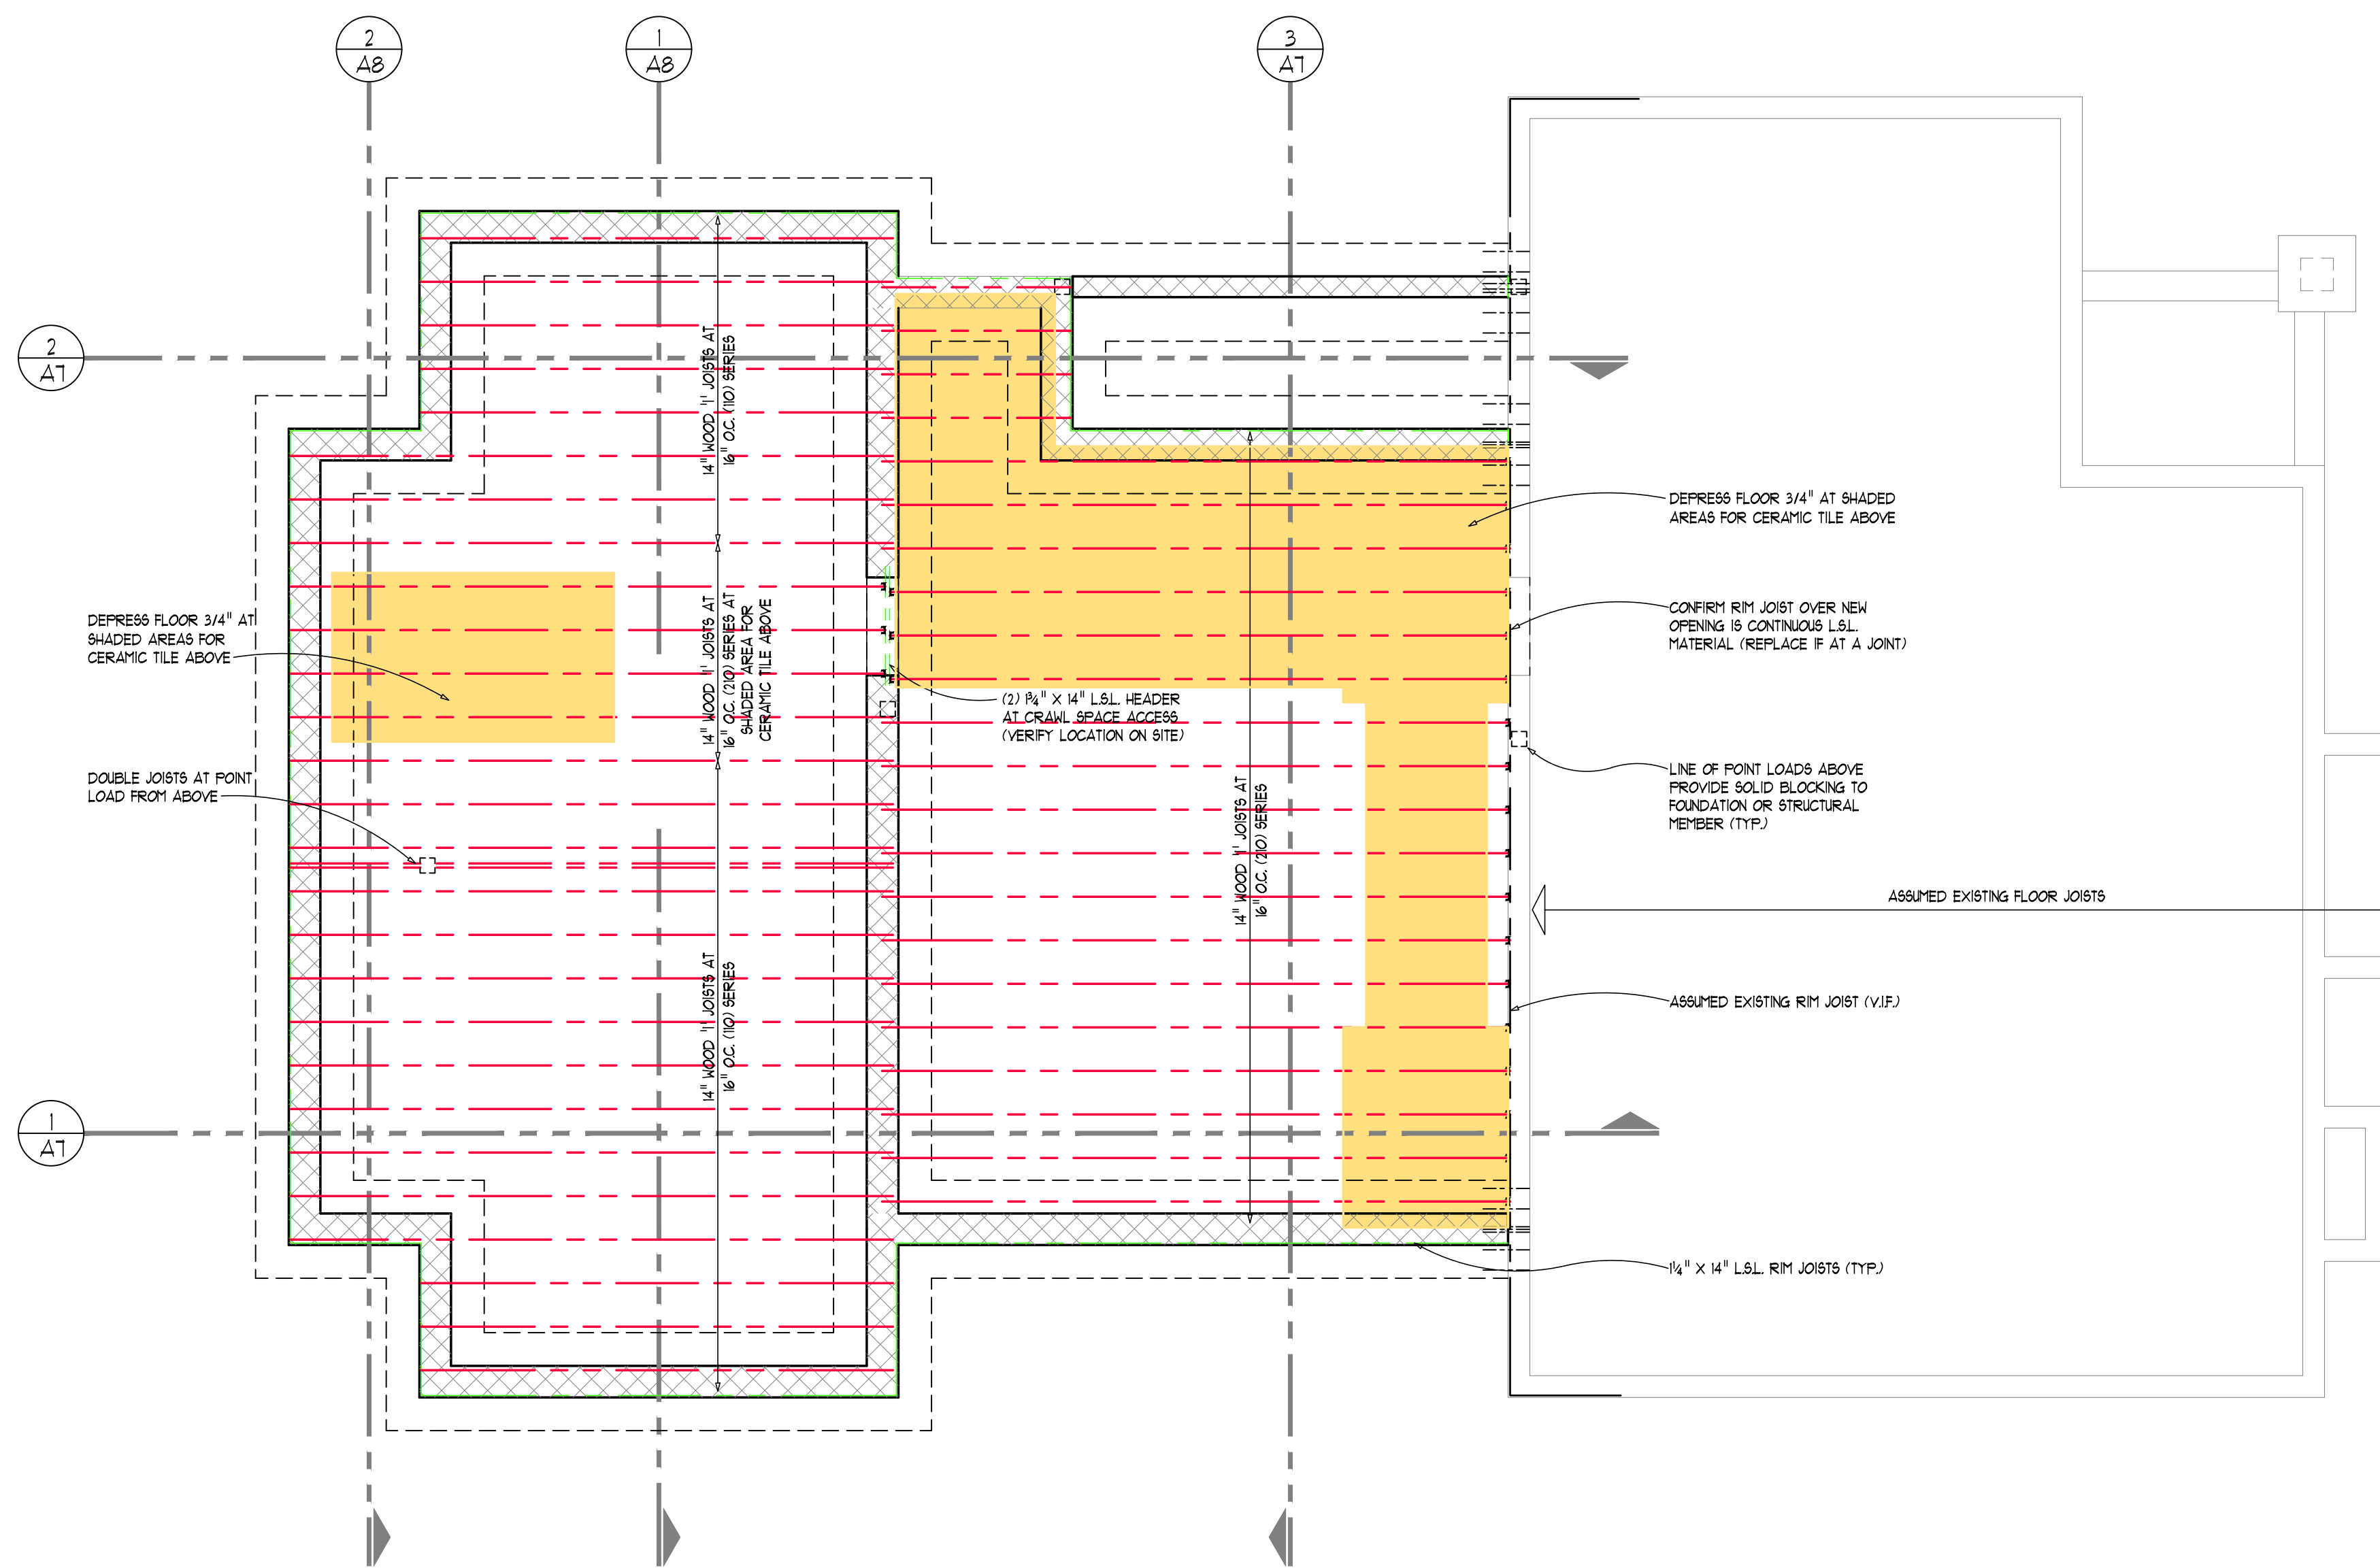 2
A8
1
A8
3
A7
2
A7
1
A7
14" WOOD 'I' JOISTS AT
16" O.C. (110) SERIES
14" WOOD 'I' JOISTS AT
16" O.C. (210) SERIES AT
SHADED AREA FOR
CERAMIC TILE ABOVE
14" WOOD 'I' JOISTS AT
16" O.C. (110) SERIES
14" WOOD 'I' JOISTS AT
16" O.C. (210) SERIES
DEPRESS FLOOR 3/4" AT
SHADED AREAS FOR
CERAMIC TILE ABOVE
DOUBLE JOISTS AT POINT
LOAD FROM ABOVE
(2) 1¾" X 14" L.S.L. HEADER
AT CRAWL SPACE ACCESS
(VERIFY LOCATION ON SITE)
DEPRESS FLOOR 3/4" AT SHADED
AREAS FOR CERAMIC TILE ABOVE
CONFIRM RIM JOIST OVER NEW
OPENING IS CONTINUOUS L.S.L.
MATERIAL (REPLACE IF AT A JOINT)
LINE OF POINT LOADS ABOVE
PROVIDE SOLID BLOCKING TO
FOUNDATION OR STRUCTURAL
MEMBER (TYP.)
ASSUMED EXISTING FLOOR JOISTS
ASSUMED EXISTING RIM JOIST (V.I.F.)
1¼" X 14" L.S.L. RIM JOISTS (TYP.)